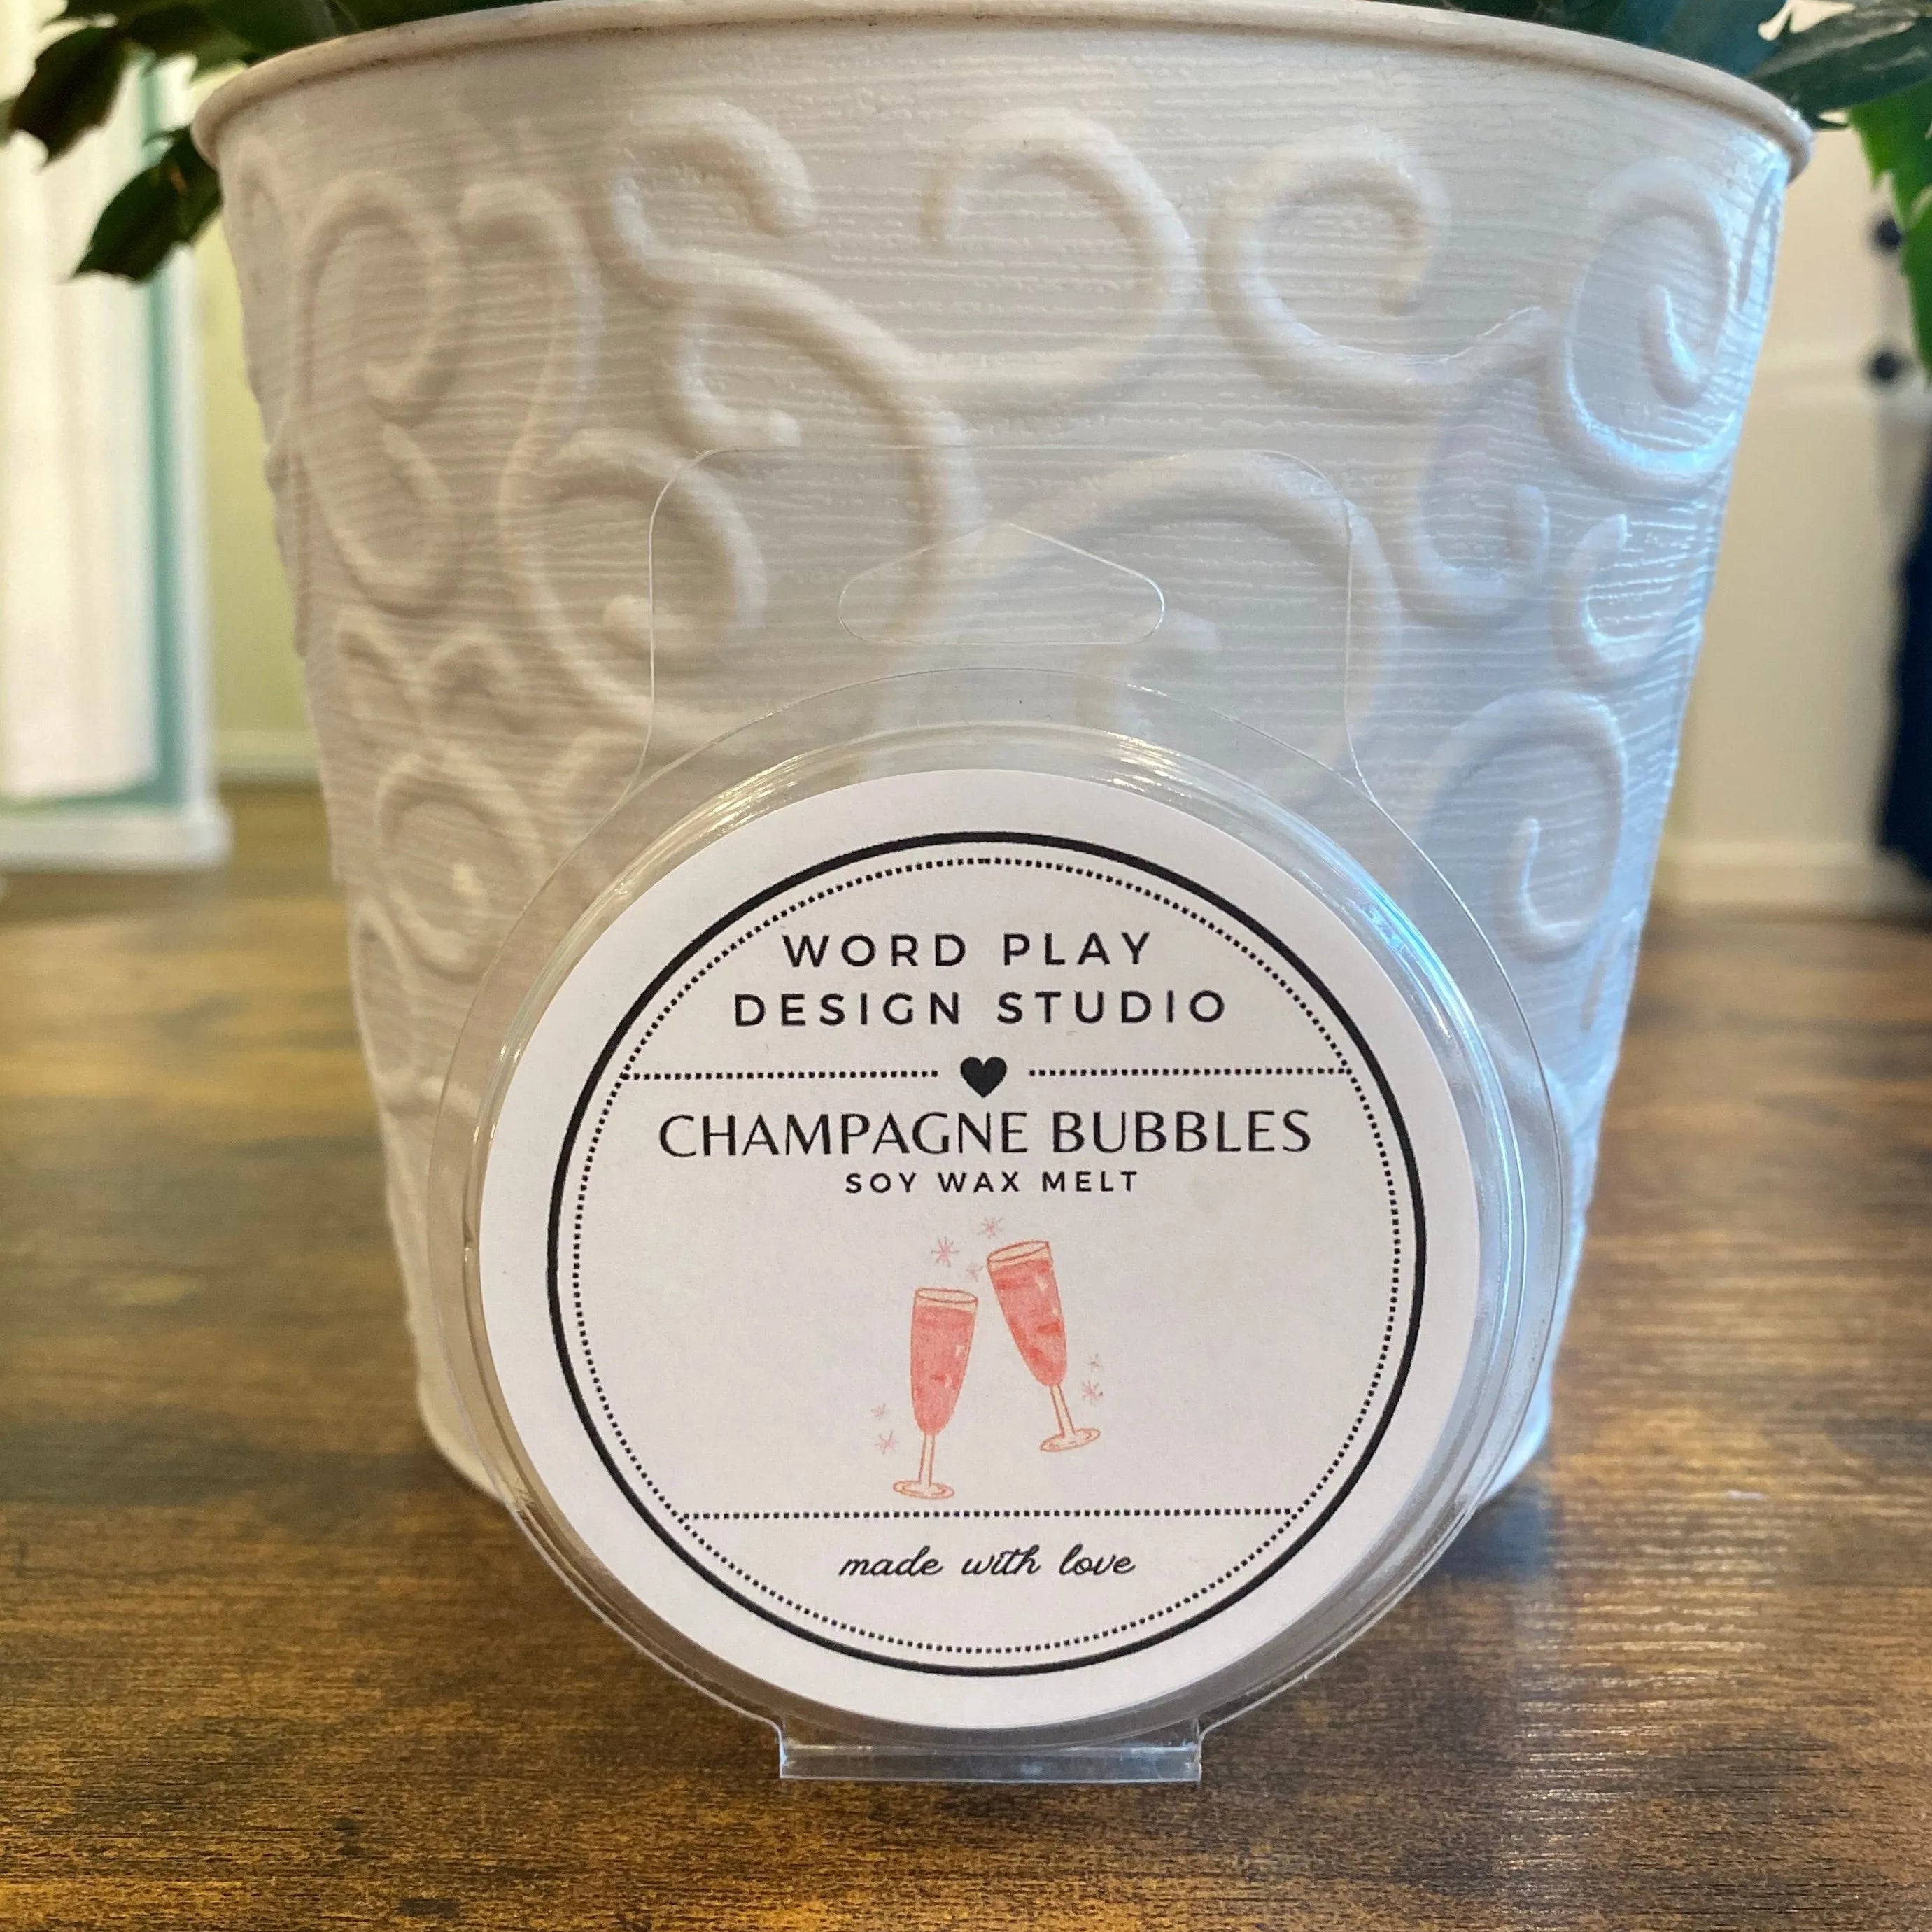 WORD PLAY
DESIGN STUDIO
CHAMPAGNE BUBBLES
SOY WAX MELT
made with love